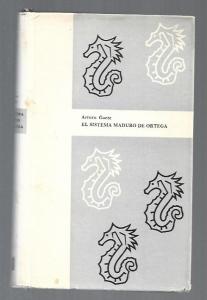 Arturo Gaete
EL SISTEMA MADURO DE ORTEGA